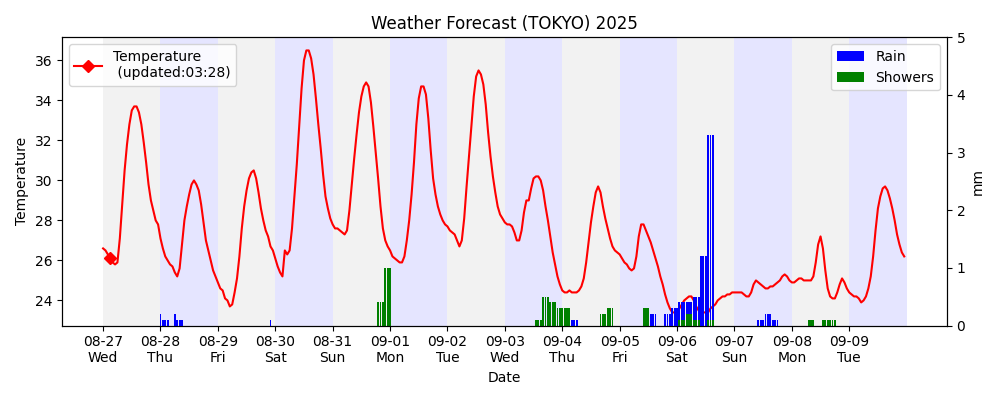 Weather Forecast (TOKYO) 2025
Temperature
(updated:03:28)
Rain
Showers
Temperature
36
34
32
30
28
26
24
5
4
3
2
1
0
mm
08-27 08-28 08-29 08-30 08-31 09-01 09-02 09-03 09-04 09-05 09-06 09-07 09-08 09-09
Wed Thu Fri Sat Sun Mon Tue Wed Thu Fri Sat Sun Mon Tue
Date